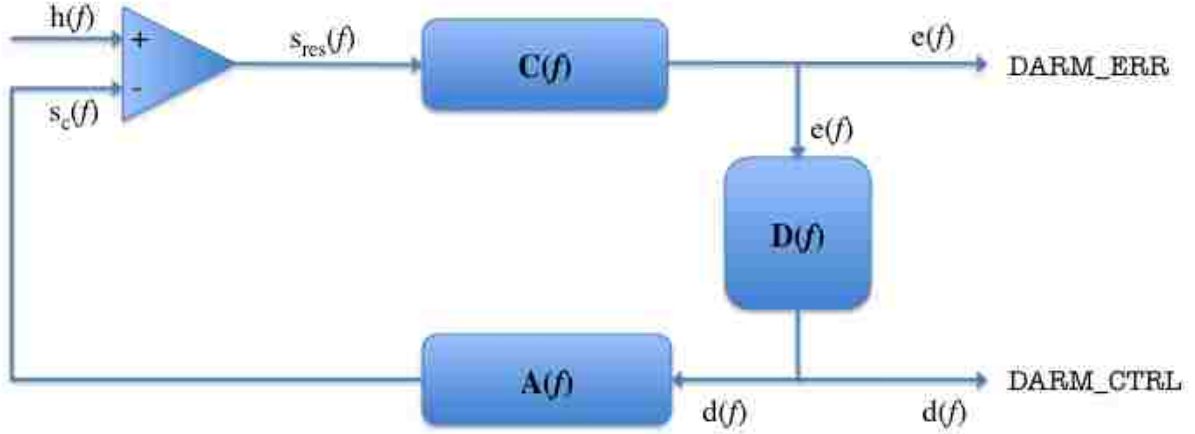 h(f)
+
s_res(f)
C(f)
e(f)
DARM_ERR
-
s_c(f)
e(f)
D(f)
A(f)
d(f)
d(f)
DARM_CTRL